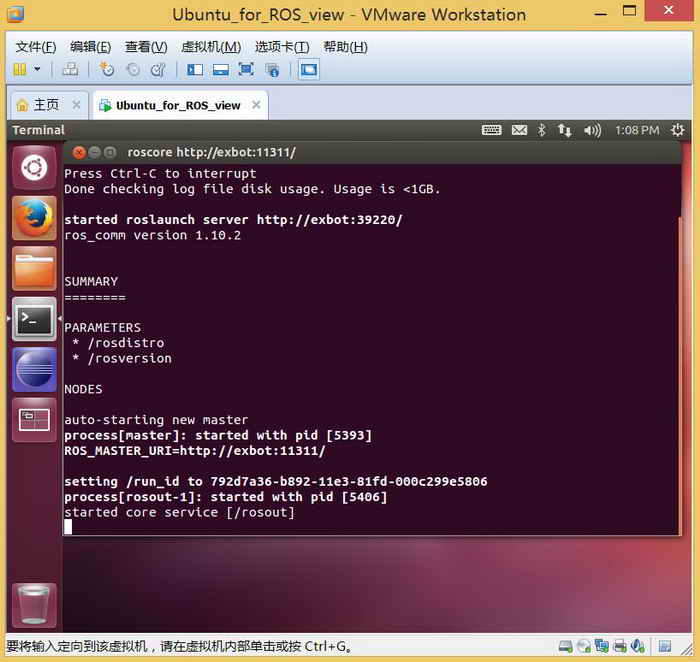 Ubuntu_for_ROS_view - VMware Workstation
文件(F) 编辑(E) 查看(V) 虚拟机(M) 选项卡(T) 帮助(H)
主页 Ubuntu_for_ROS_view
Terminal 1:08 PM
roscore http://exbot:11311/
Press Ctrl-C to interrupt
Done checking log file disk usage. Usage is <1GB.
started roslaunch server http://exbot:39220/
ros_comm version 1.10.2
SUMMARY
========
PARAMETERS
* /rosdistro
* /rosversion
NODES
auto-starting new master
process[master]: started with pid [5393]
ROS_MASTER_URI=http://exbot:11311/
setting /run_id to 792d7a36-b892-11e3-81fd-000c299e5806
process[rosout-1]: started with pid [5406]
started core service [/rosout]
要将输入定向到该虚拟机，请在虚拟机内部单击或按 Ctrl+G。